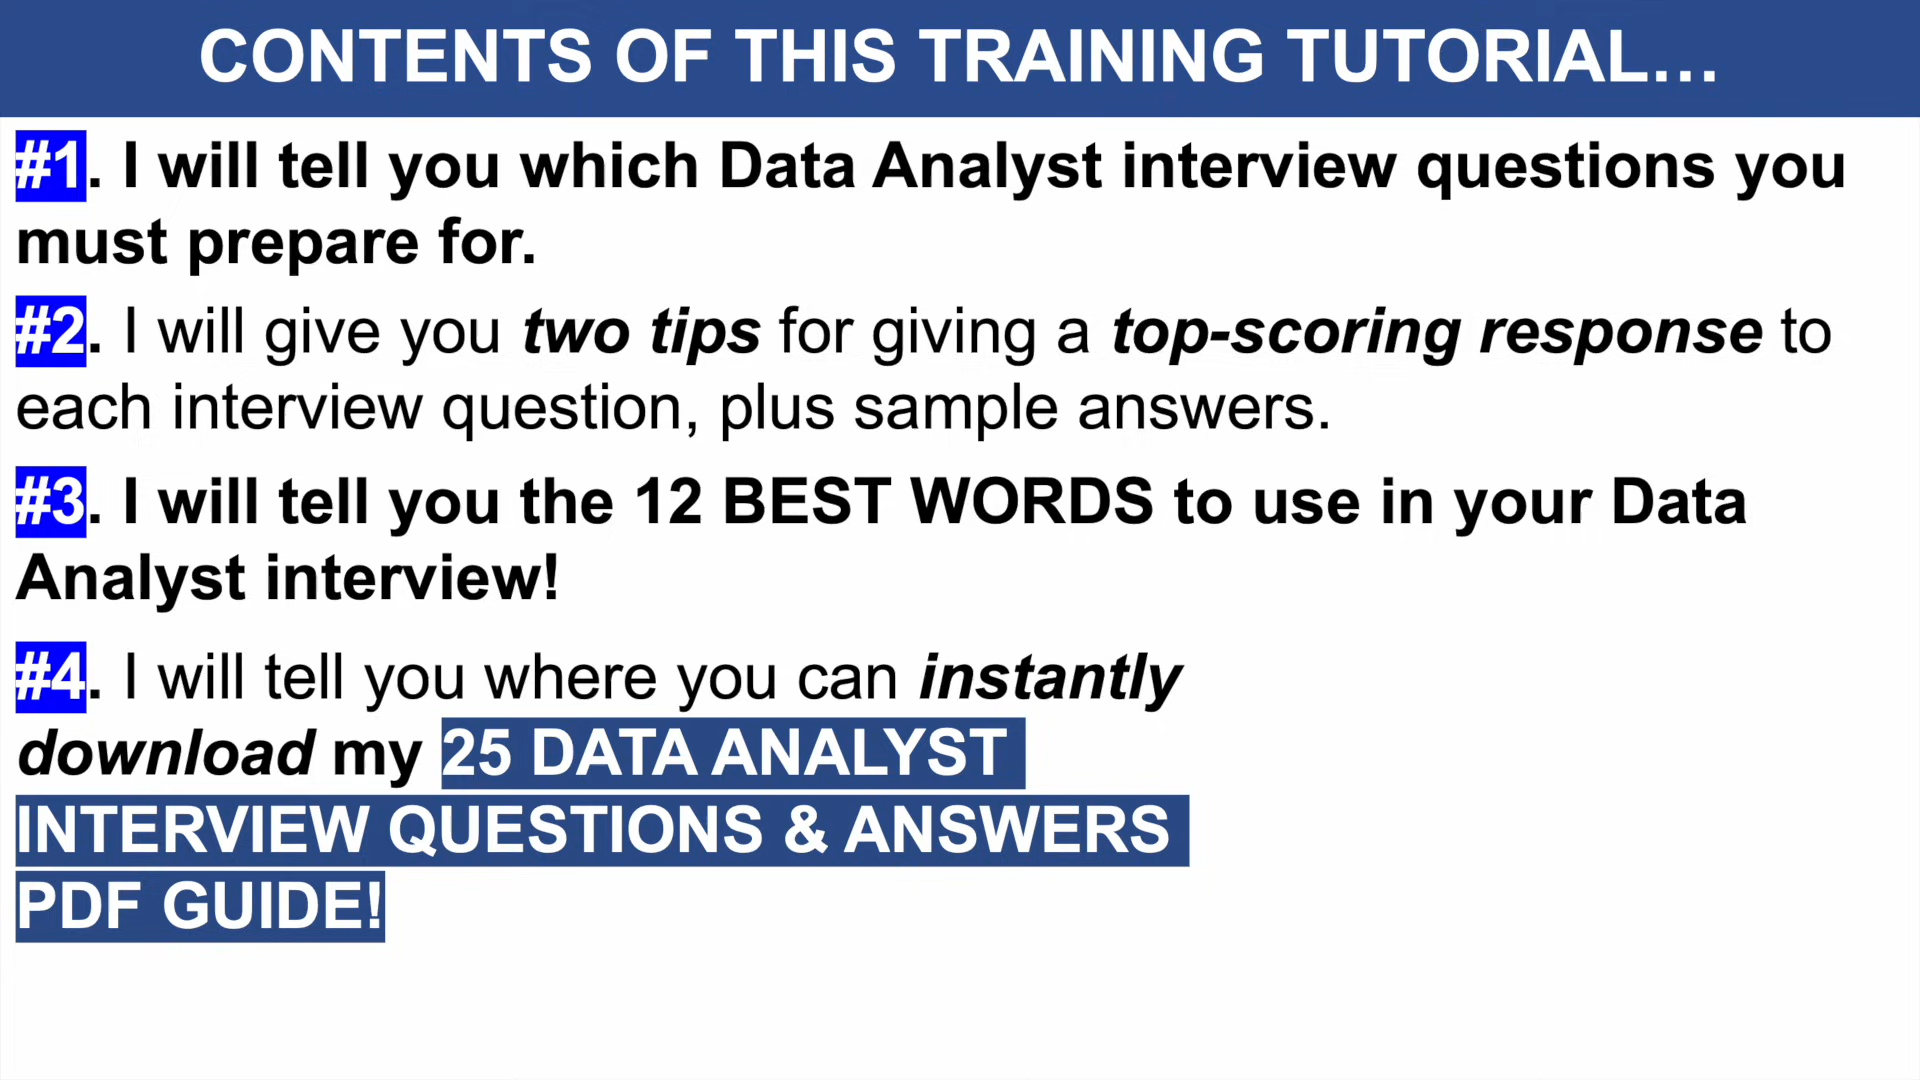 CONTENTS OF THIS TRAINING TUTORIAL...
#1. I will tell you which Data Analyst interview questions you
must prepare for.
#2. I will give you two tips for giving a top-scoring response to
each interview question, plus sample answers.
#3. I will tell you the 12 BEST WORDS to use in your Data
Analyst interview!
#4. I will tell you where you can instantly
download my 25 DATA ANALYST
INTERVIEW QUESTIONS & ANSWERS
PDF GUIDE!